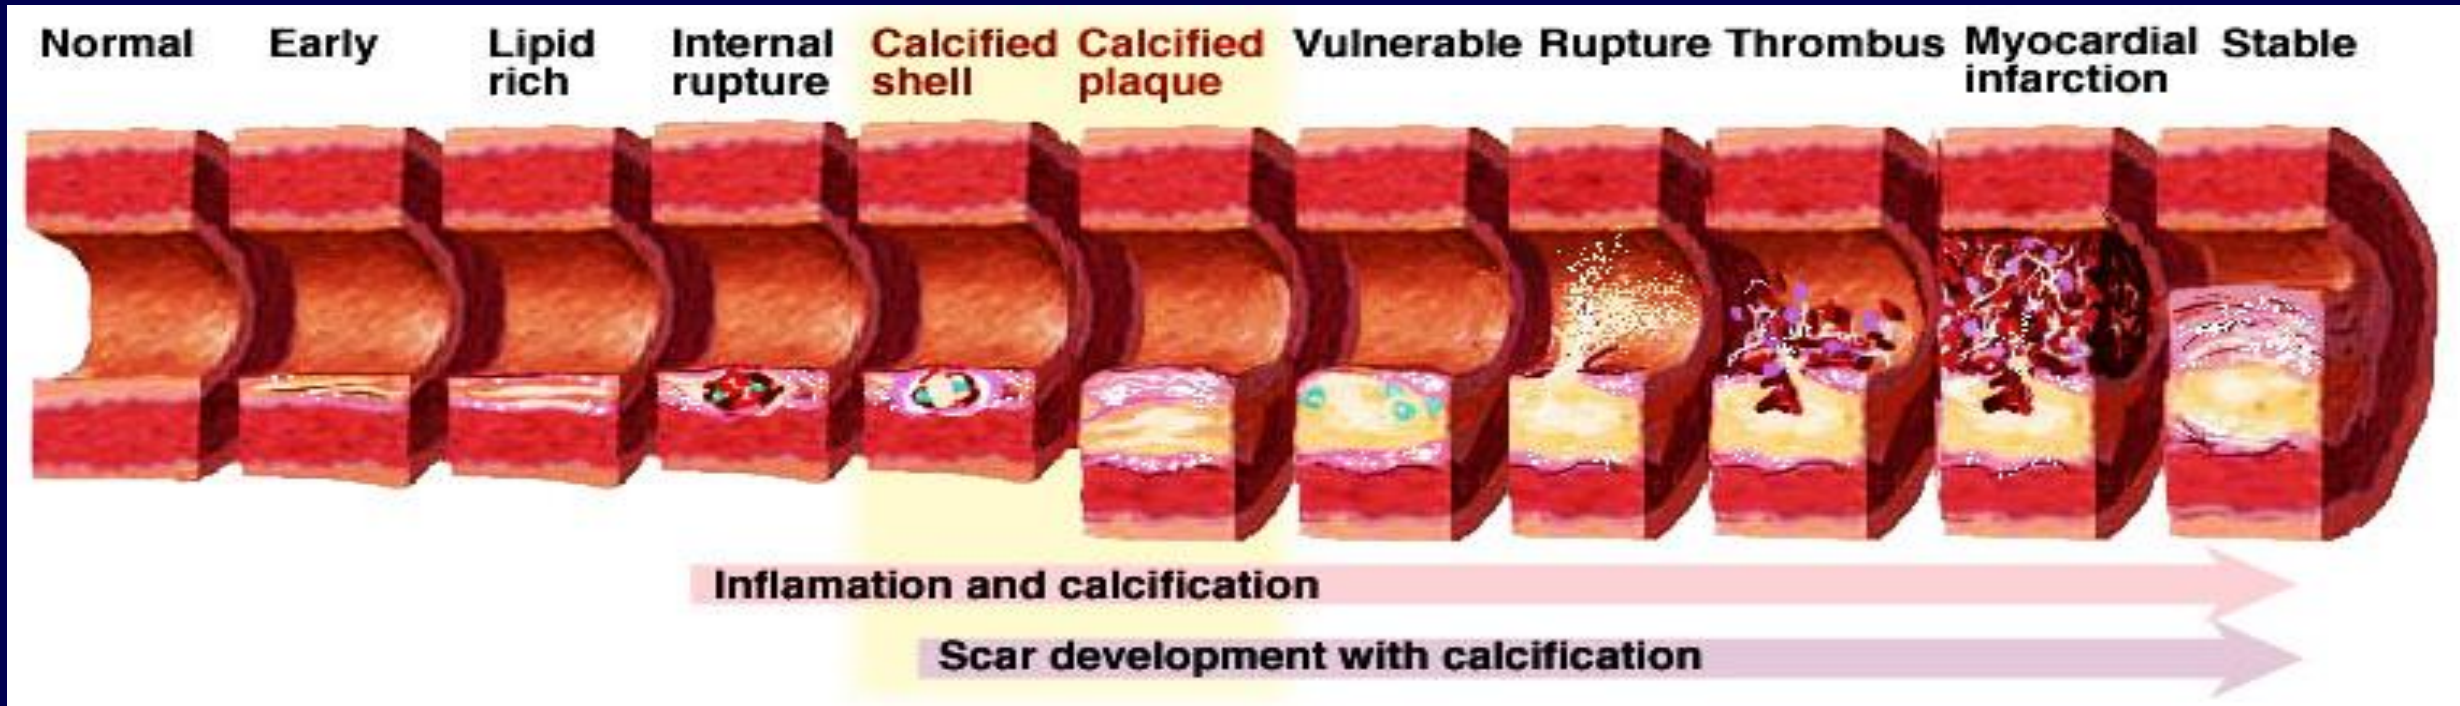 Normal
Early
Lipid
rich
Internal
rupture
Calcified
shell
Calcified
plaque
Vulnerable
Rupture
Thrombus
Myocardial
infarction
Stable
Inflamation and calcification
Scar development with calcification